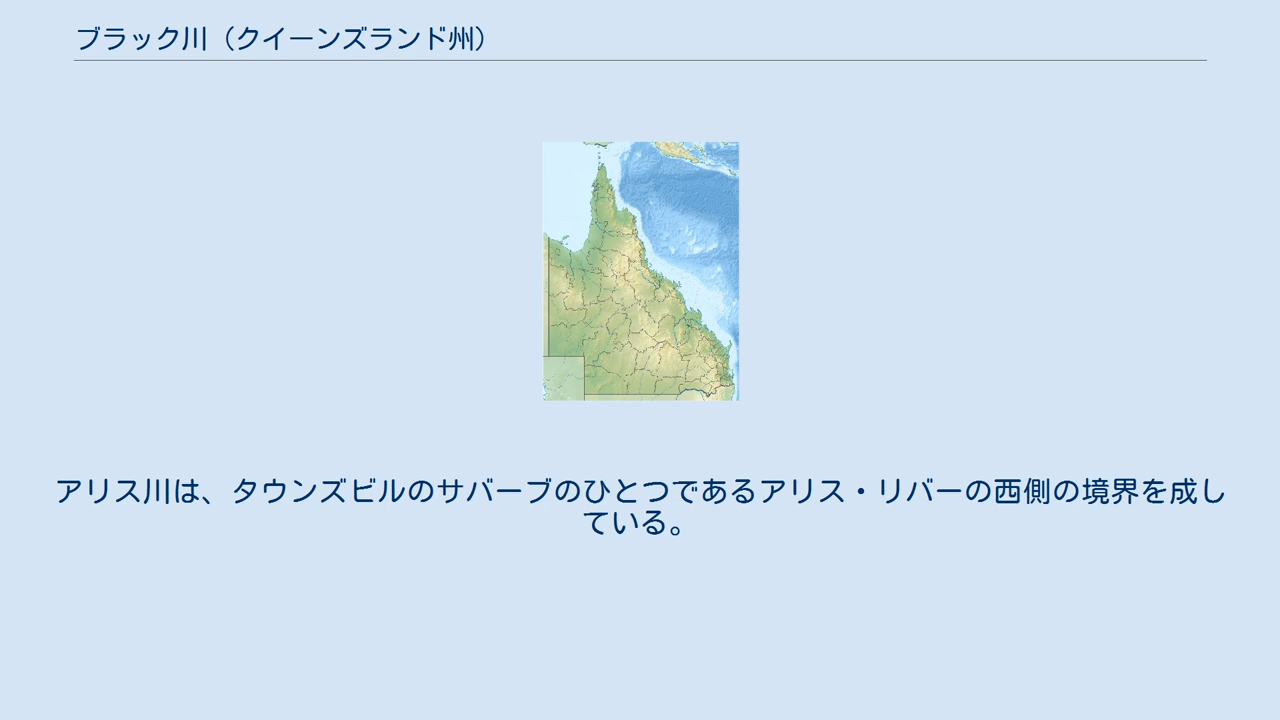 ブラック川（クイーンズランド州）
アリス川は、タウンズビルのサバーブのひとつであるアリス・リバーの西側の境界を成し
ている。